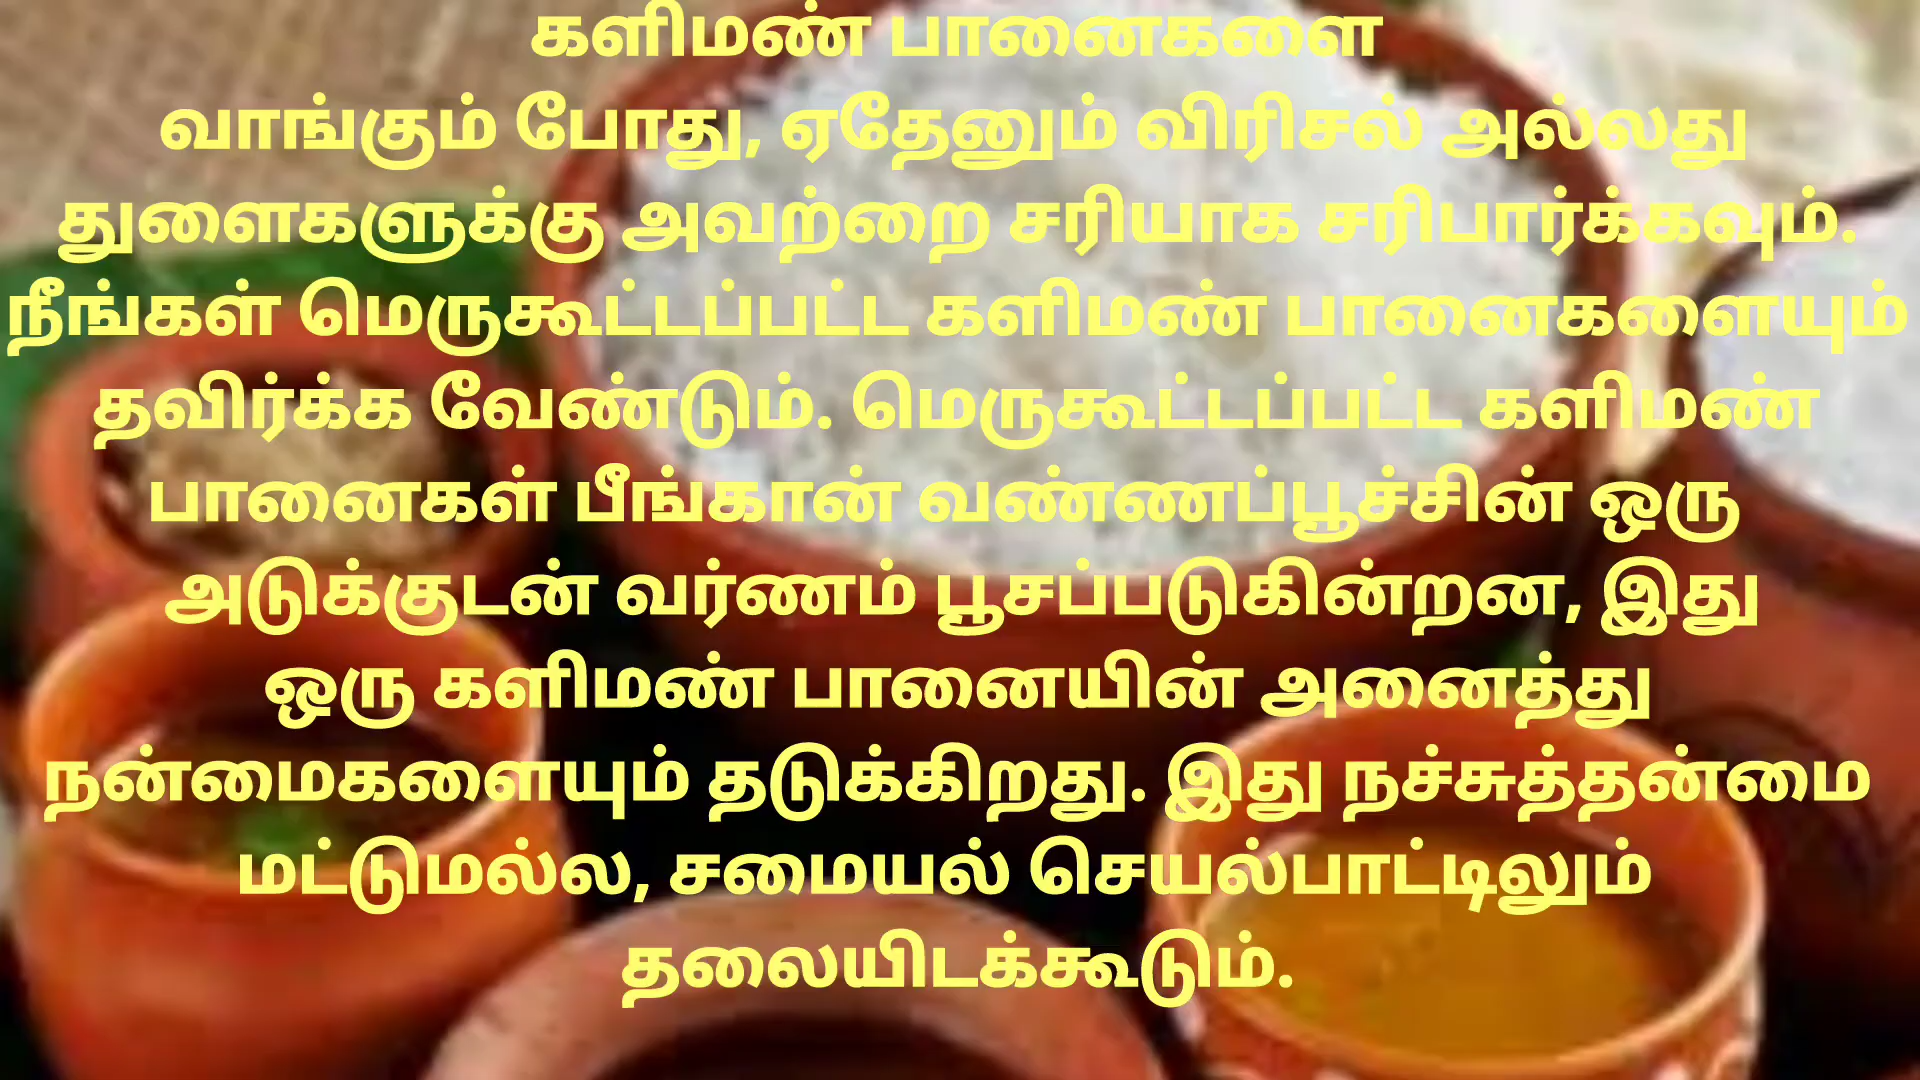 களிமண் பானைகளை
வாங்கும் போது, ஏதேனும் விரிசல் அல்லது
துளைகளுக்கு அவற்றை சரியாக சரிபார்க்கவும்.
நீங்கள் மெருகூட்டப்பட்ட களிமண் பானைகளையும்
தவிர்க்க வேண்டும். மெருகூட்டப்பட்ட களிமண்
பானைகள் பீங்கான் வண்ணப்பூச்சின் ஒரு
அடுக்குடன் வர்ணம் பூசப்படுகின்றன, இது
ஒரு களிமண் பானையின் அனைத்து
நன்மைகளையும் தடுக்கிறது. இது நச்சுத்தன்மை
மட்டுமல்ல, சமையல் செயல்பாட்டிலும்
தலையிடக்கூடும்.